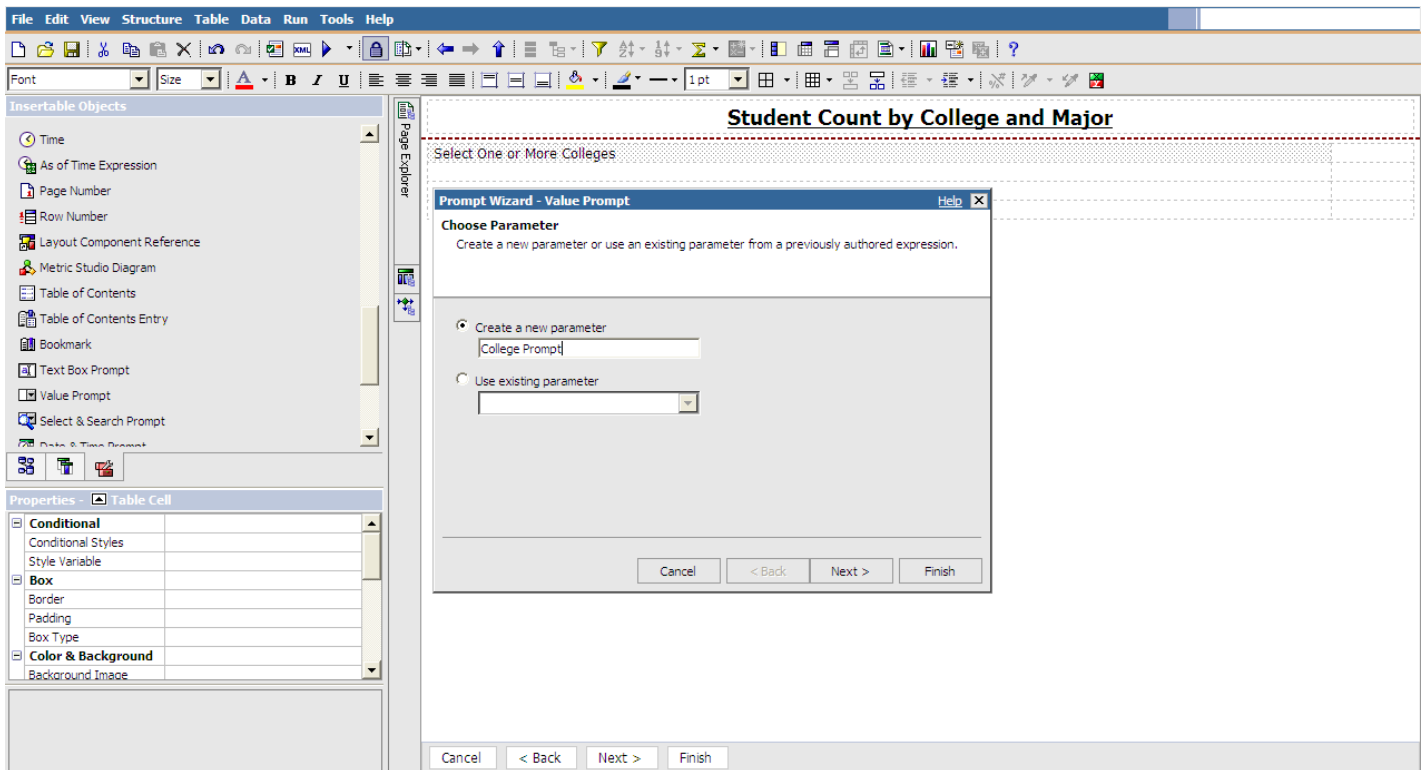 File Edit View Structure Table Data Run Tools Help
XML
?
Font Size A B I U 1 pt
Insertable Objects
Time
As of Time Expression
Page Number
Row Number
Layout Component Reference
Metric Studio Diagram
Table of Contents
Table of Contents Entry
Bookmark
Text Box Prompt
Value Prompt
Select & Search Prompt
Date & Time Prompt
Properties - Table Cell
Conditional
Conditional Styles
Style Variable
Box
Border
Padding
Box Type
Color & Background
Background Image
Page Explorer
Student Count by College and Major
Select One or More Colleges
Prompt Wizard - Value Prompt Help X
Choose Parameter
Create a new parameter or use an existing parameter from a previously authored expression.
Create a new parameter
College Prompt
Use existing parameter
Cancel < Back Next > Finish
Cancel < Back Next > Finish